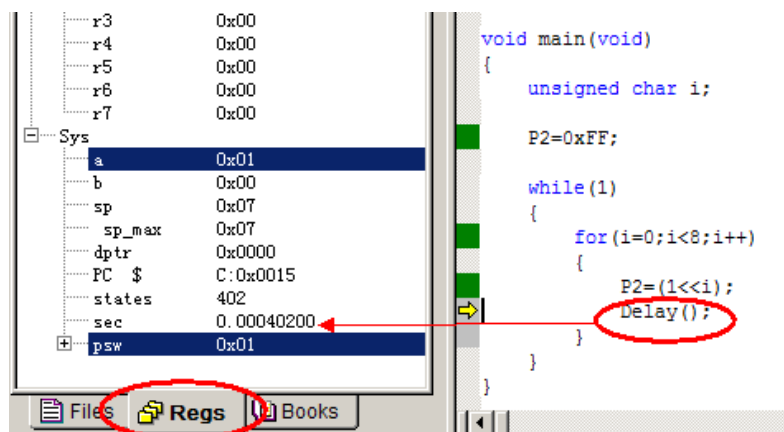 r3 0x00
r4 0x00
r5 0x00
r6 0x00
r7 0x00
Sys
a 0x01
b 0x00
sp 0x07
sp_max 0x07
dptr 0x0000
PC $ C:0x0015
states 402
sec 0.00040200
psw 0x01
Files Regs Books
void main(void)
{
unsigned char i;
P2=0xFF;
while(1)
{
for(i=0;i<8;i++)
{
P2=(1<<i);
Delay();
}
}
}